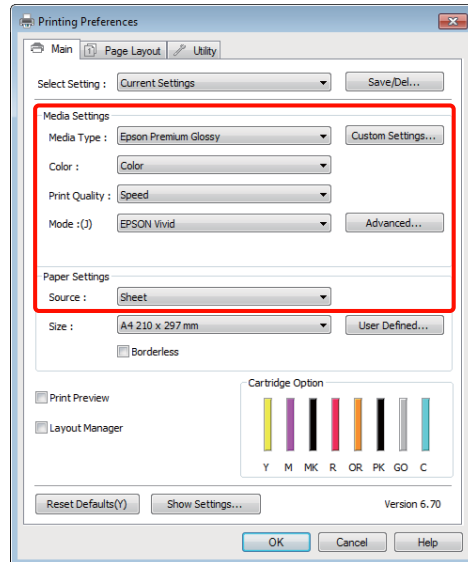 Printing Preferences
Main Page Layout Utility
Select Setting : Current Settings Save/Del...
Media Settings
Media Type : Epson Premium Glossy Custom Settings...
Color : Color
Print Quality : Speed
Mode :(J) EPSON Vivid Advanced...
Paper Settings
Source : Sheet
Size : A4 210 x 297 mm User Defined...
Borderless
Cartridge Option
Print Preview
Layout Manager
Y M MK R OR PK GO C
Reset Defaults(Y) Show Settings... Version 6.70
OK Cancel Help